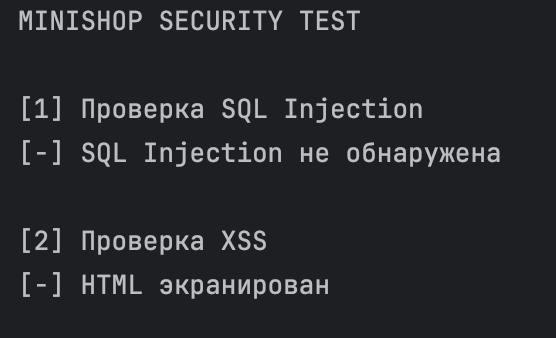 MINISHOP SECURITY TEST
[1] Проверка SQL Injection
[-] SQL Injection не обнаружена
[2] Проверка XSS
[-] HTML экранирован